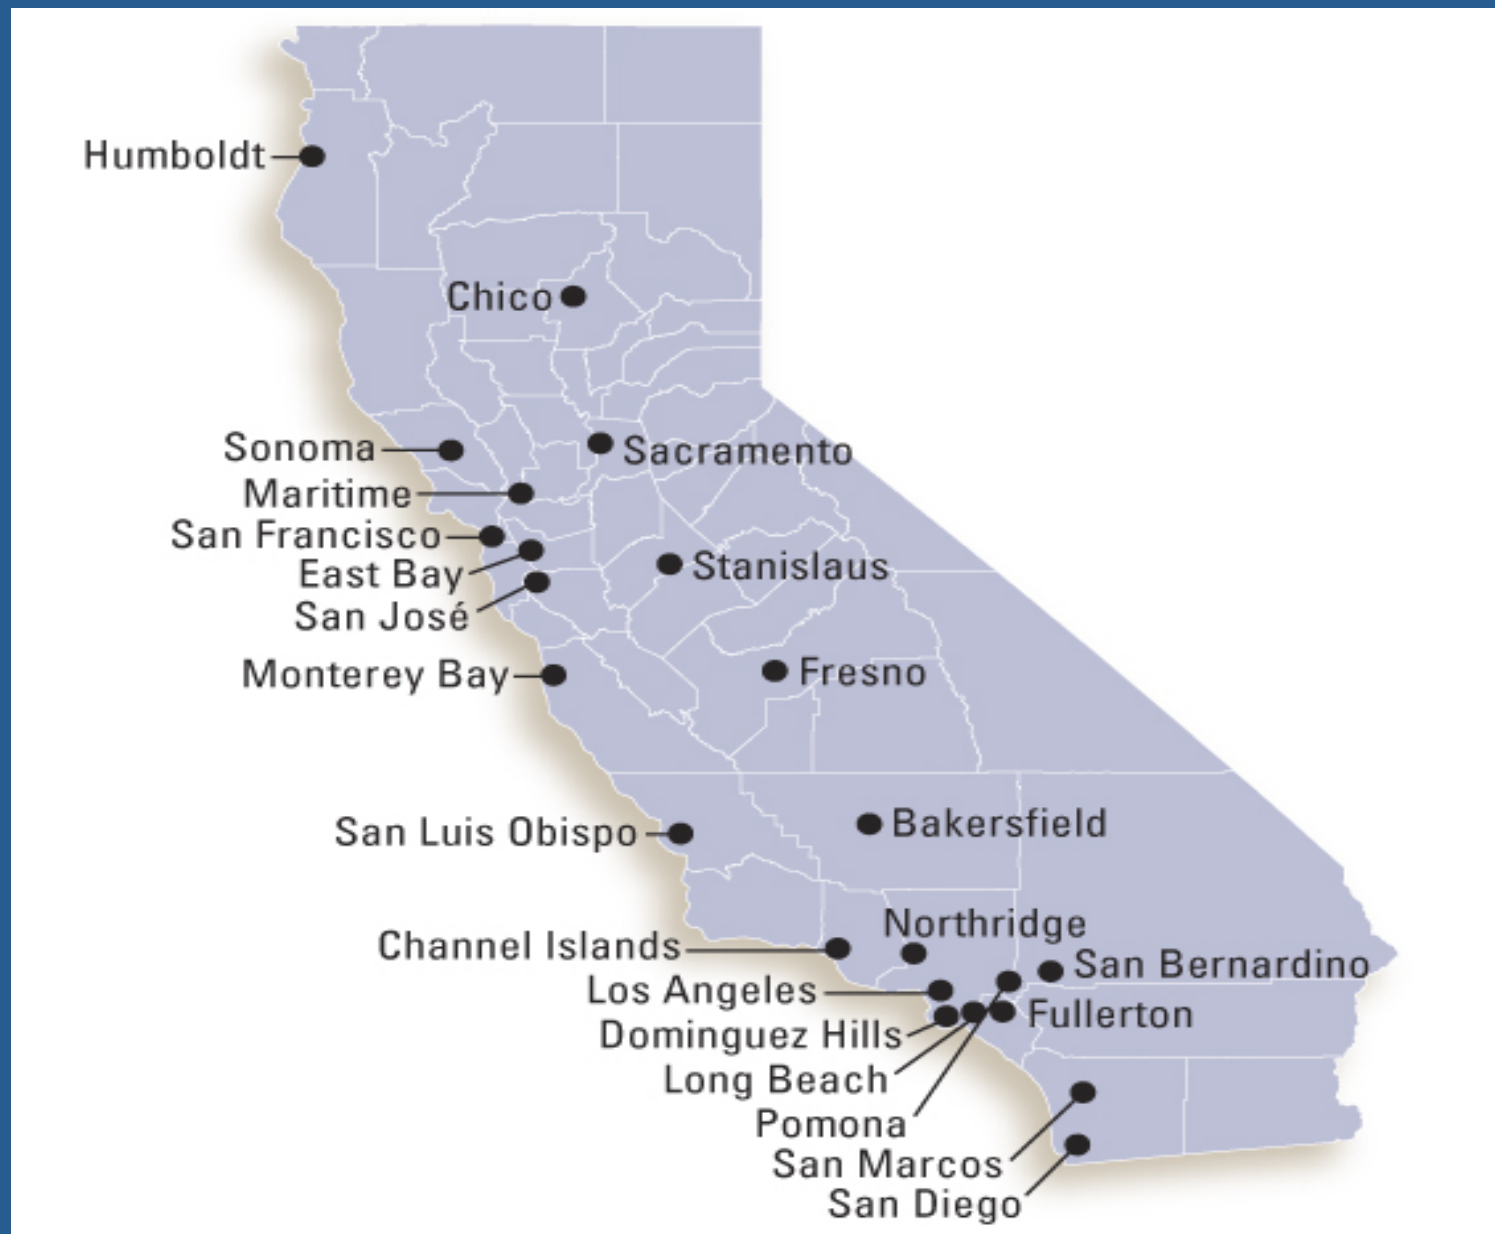 Humboldt
Chico
Sonoma
Sacramento
Maritime
San Francisco
East Bay
Stanislaus
San José
Monterey Bay
Fresno
San Luis Obispo
Bakersfield
Northridge
Channel Islands
San Bernardino
Los Angeles
Fullerton
Dominguez Hills
Long Beach
Pomona
San Marcos
San Diego